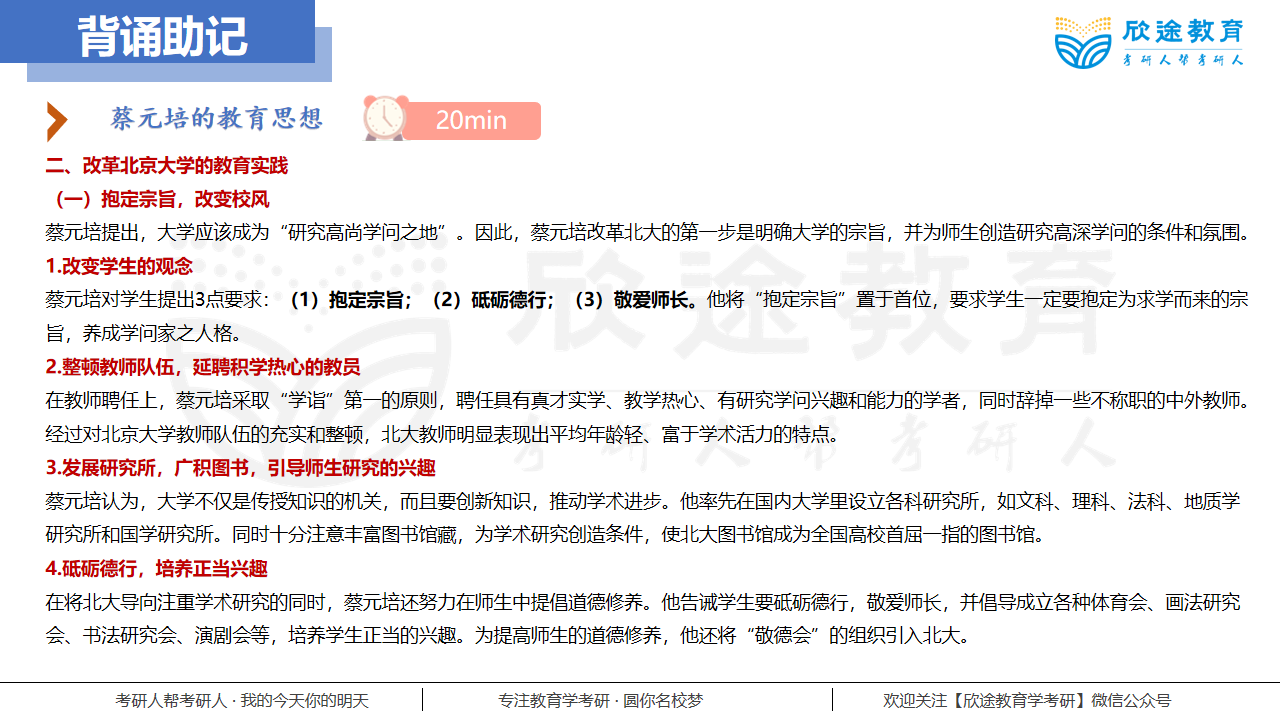 背诵助记
欣途教育
考研人帮考研人
蔡元培的教育思想
20min
二、改革北京大学的教育实践
（一）抱定宗旨，改变校风
蔡元培提出，大学应该成为“研究高尚学问之地”。因此，蔡元培改革北大的第一步是明确大学的宗旨，并为师生创造研究高深学问的条件和氛围。
1.改变学生的观念
蔡元培对学生提出3点要求：（1）抱定宗旨；（2）砥砺德行；（3）敬爱师长。他将“抱定宗旨”置于首位，要求学生一定要抱定为求学而来的宗
旨，养成学问家之人格。
2.整顿教师队伍，延聘积学热心的教员
在教师聘任上，蔡元培采取“学诣”第一的原则，聘任具有真才实学、教学热心、有研究学问兴趣和能力的学者，同时辞掉一些不称职的中外教师。
经过对北京大学教师队伍的充实和整顿，北大教师明显表现出平均年龄轻、富于学术活力的特点。
3.发展研究所，广积图书，引导师生研究的兴趣
蔡元培认为，大学不仅是传授知识的机关，而且要创新知识，推动学术进步。他率先在国内大学里设立各科研究所，如文科、理科、法科、地质学
研究所和国学研究所。同时十分注意丰富图书馆藏，为学术研究创造条件，使北大图书馆成为全国高校首屈一指的图书馆。
4.砥砺德行，培养正当兴趣
在将北大导向注重学术研究的同时，蔡元培还努力在师生中提倡道德修养。他告诫学生要砥砺德行，敬爱师长，并倡导成立各种体育会、画法研究
会、书法研究会、演剧会等，培养学生正当的兴趣。为提高师生的道德修养，他还将“敬德会”的组织引入北大。
欣途教育
考研人帮考研人
考研人帮考研人 · 我的今天你的明天
专注教育学考研 · 圆你名校梦
欢迎关注【欣途教育学考研】微信公众号